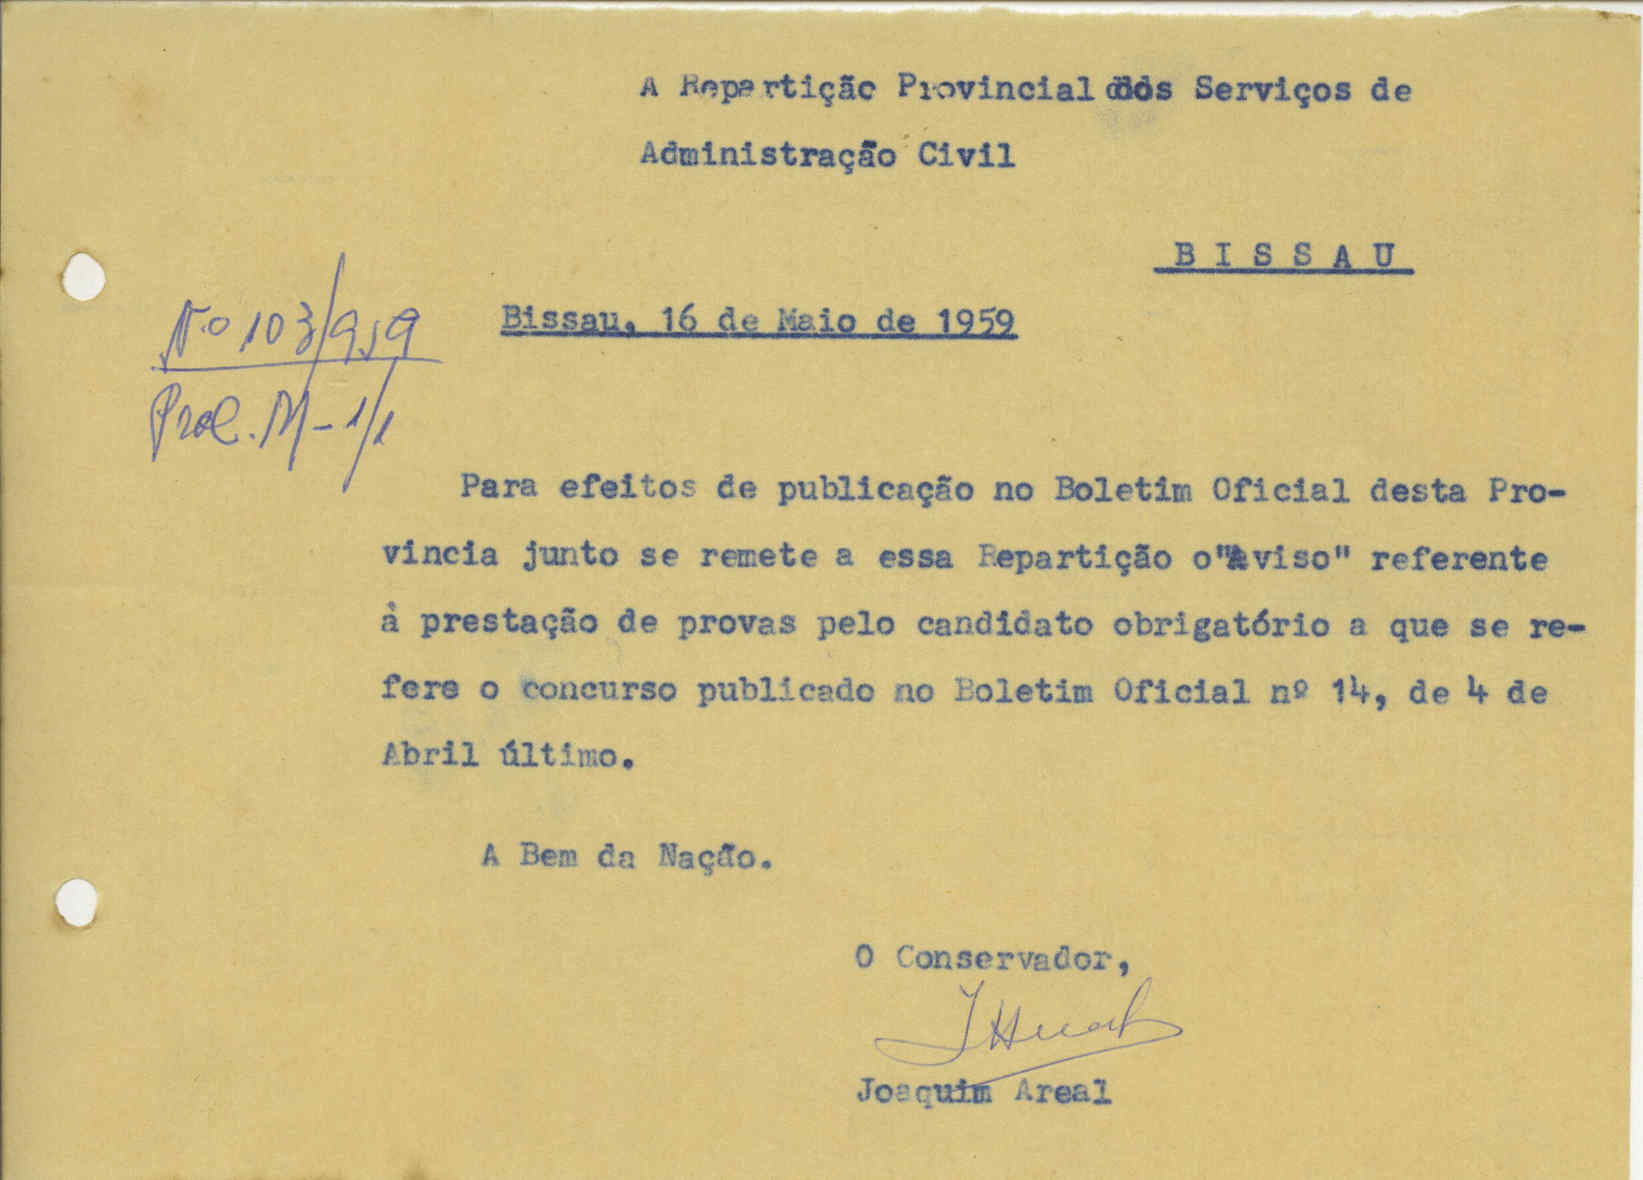 A Repartição Provincial dos Serviços de
Administração Civil
B I S S A U
Nº 103/959
Bissau, 16 de Maio de 1959
Proc. M-1/1
Para efeitos de publicação no Boletim Oficial desta Pro-
vincia junto se remete a essa Repartição o "Aviso" referente
à prestação de provas pelo candidato obrigatório a que se re-
fere o concurso publicado no Boletim Oficial nº 14, de 4 de
Abril último.
A Bem da Nação.
O Conservador,
JAreal
Joaquim Areal